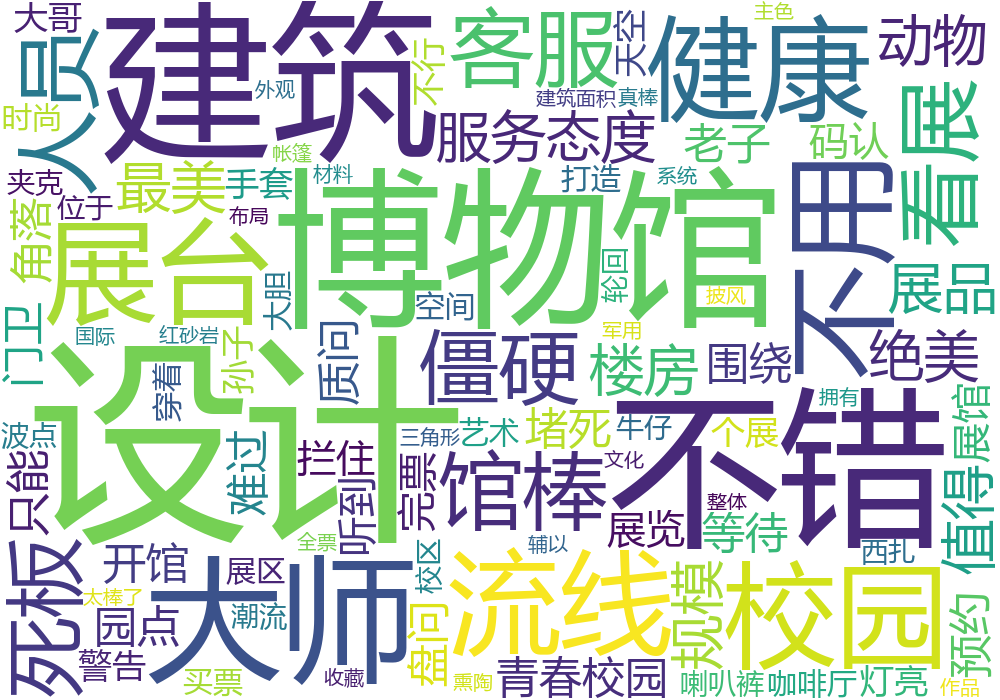 大哥
主色
人员
建筑
客服
天空
健康
动物
外观
不行
建筑面积
真棒
时尚
服务态度
老子
码认
看展
帐篷
夹克
最美
手套
材料
打造
系统
不用
位于
布局
角落
展台
博物馆
大胆
空间
轮回
披风
展品
门卫
国际
红砂岩
孙子
质问
僵硬
军用
楼房
围绕
绝美
穿着
设计
不错
拥有
波点
难过
拦住
三角形
艺术
堵死
牛仔
个展
展馆
只能
听到
完票
馆棒
文化
整体
值得
死板
开馆
全票
展览
等待
展区
校区
辅以
西扎
太棒了
园点
潮流
大师
流线
规模
校园
预约
警告
盘问
买票
收藏
熏陶
青春校园
喇叭裤
咖啡厅
灯亮
作品